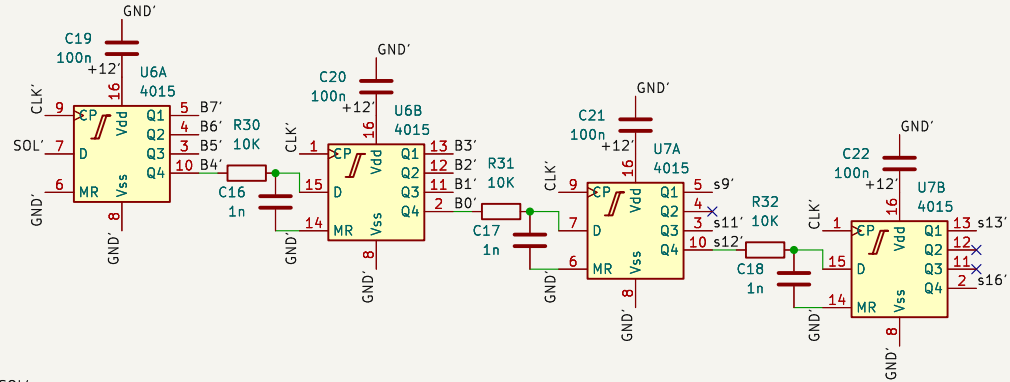 GND'
C19
100n
+12'
U6A
4015
16
CLK'
9
CP
Vdd
Q1
5
B7'
Q2
4
B6'
SOL'
7
D
Q3
3
B5'
Q4
10
B4'
6
MR
Vss
GND'
8
GND'
R30
10K
C16
1n
GND'
GND'
C20
100n
+12'
U6B
4015
16
CLK'
1
CP
Vdd
Q1
13
B3'
Q2
12
B2'
15
D
Q3
11
B1'
Q4
2
B0'
14
MR
Vss
8
GND'
R31
10K
C17
1n
GND'
GND'
C21
100n
+12'
U7A
4015
16
CLK'
9
CP
Vdd
Q1
5
s9'
Q2
4
7
D
Q3
3
s11'
Q4
10
s12'
6
MR
Vss
8
GND'
R32
10K
C18
1n
GND'
GND'
C22
100n
+12'
U7B
4015
16
CLK'
1
CP
Vdd
Q1
13
s13'
Q2
12
15
D
Q3
11
Q4
2
s16'
14
MR
Vss
8
GND'